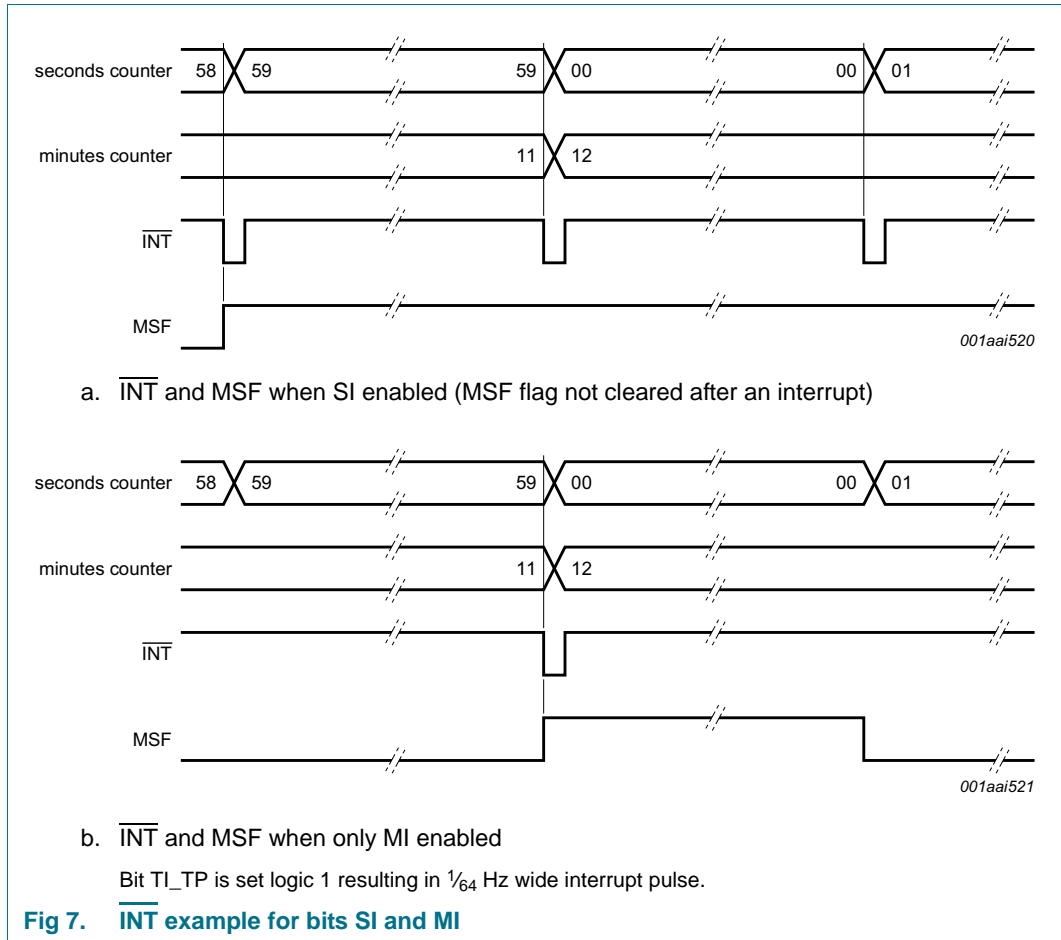 seconds counter 58 59 59 00 00 01
minutes counter 11 12
INT
MSF
001aai520
a. INT and MSF when SI enabled (MSF flag not cleared after an interrupt)
seconds counter 58 59 59 00 00 01
minutes counter 11 12
INT
MSF
001aai521
b. INT and MSF when only MI enabled
Bit TI_TP is set logic 1 resulting in 1⁄64 Hz wide interrupt pulse.
Fig 7. INT example for bits SI and MI